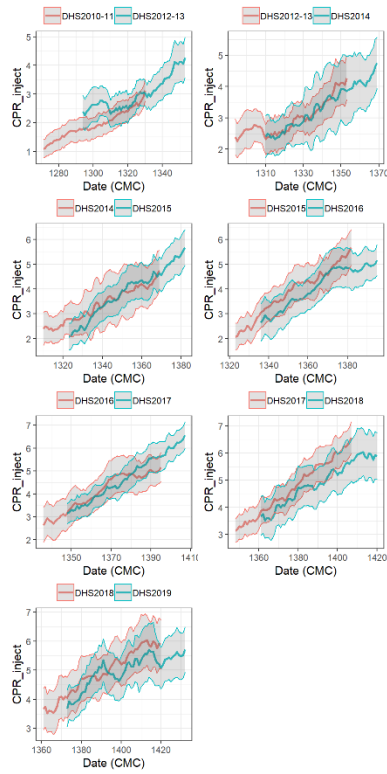 DHS2010-11 DHS2012-13
CPR_inject
5
4
3
2
1
1280 1300 1320 1340
Date (CMC)
DHS2012-13 DHS2014
CPR_inject
5
4
3
2
1310 1330 1350 1370
Date (CMC)
DHS2014 DHS2015
CPR_inject
6
5
4
3
2
1320 1340 1360 1380
Date (CMC)
DHS2015 DHS2016
CPR_inject
6
5
4
3
2
1320 1340 1360 1380
Date (CMC)
DHS2016 DHS2017
CPR_inject
7
6
5
4
3
2
1350 1370 1390 1410
Date (CMC)
DHS2017 DHS2018
CPR_inject
7
6
5
4
3
1360 1380 1400 1420
Date (CMC)
DHS2018 DHS2019
CPR_inject
7
6
5
4
3
1360 1380 1400 1420
Date (CMC)